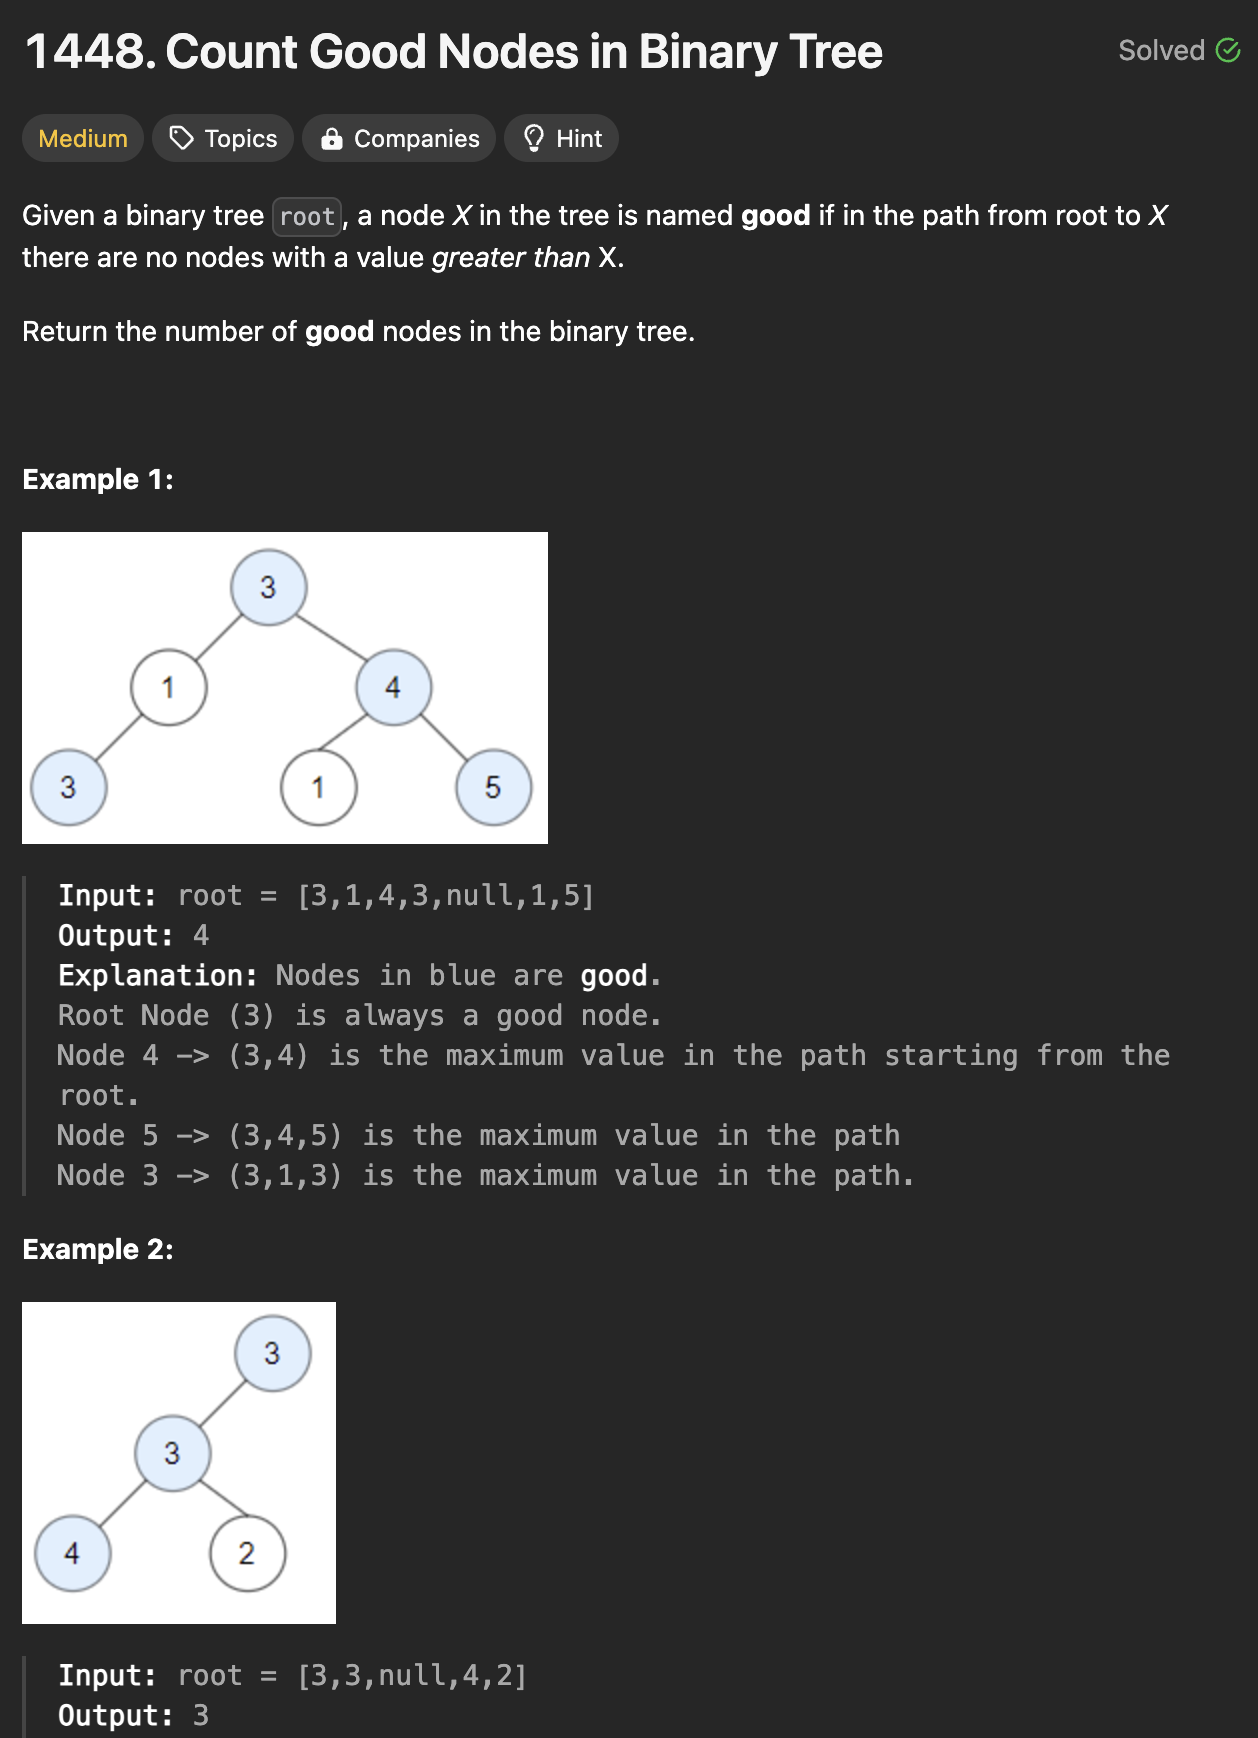 1448. Count Good Nodes in Binary Tree
Solved
Medium
Topics
Companies
Hint
Given a binary tree root, a node X in the tree is named good if in the path from root to X
there are no nodes with a value greater than X.
Return the number of good nodes in the binary tree.
Example 1:
3
1
4
3
1
5
Input: root = [3,1,4,3,null,1,5]
Output: 4
Explanation: Nodes in blue are good.
Root Node (3) is always a good node.
Node 4 -> (3,4) is the maximum value in the path starting from the
root.
Node 5 -> (3,4,5) is the maximum value in the path
Node 3 -> (3,1,3) is the maximum value in the path.
Example 2:
3
3
4
2
Input: root = [3,3,null,4,2]
Output: 3